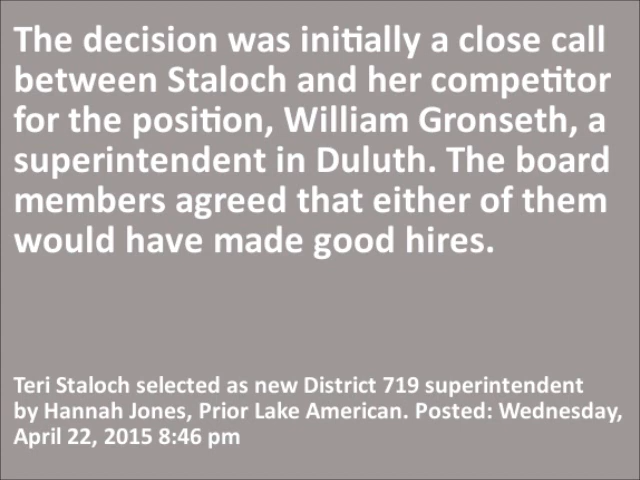 The decision was initially a close call
between Staloch and her competitor
for the position, William Gronseth, a
superintendent in Duluth. The board
members agreed that either of them
would have made good hires.
Teri Staloch selected as new District 719 superintendent
by Hannah Jones, Prior Lake American. Posted: Wednesday,
April 22, 2015 8:46 pm